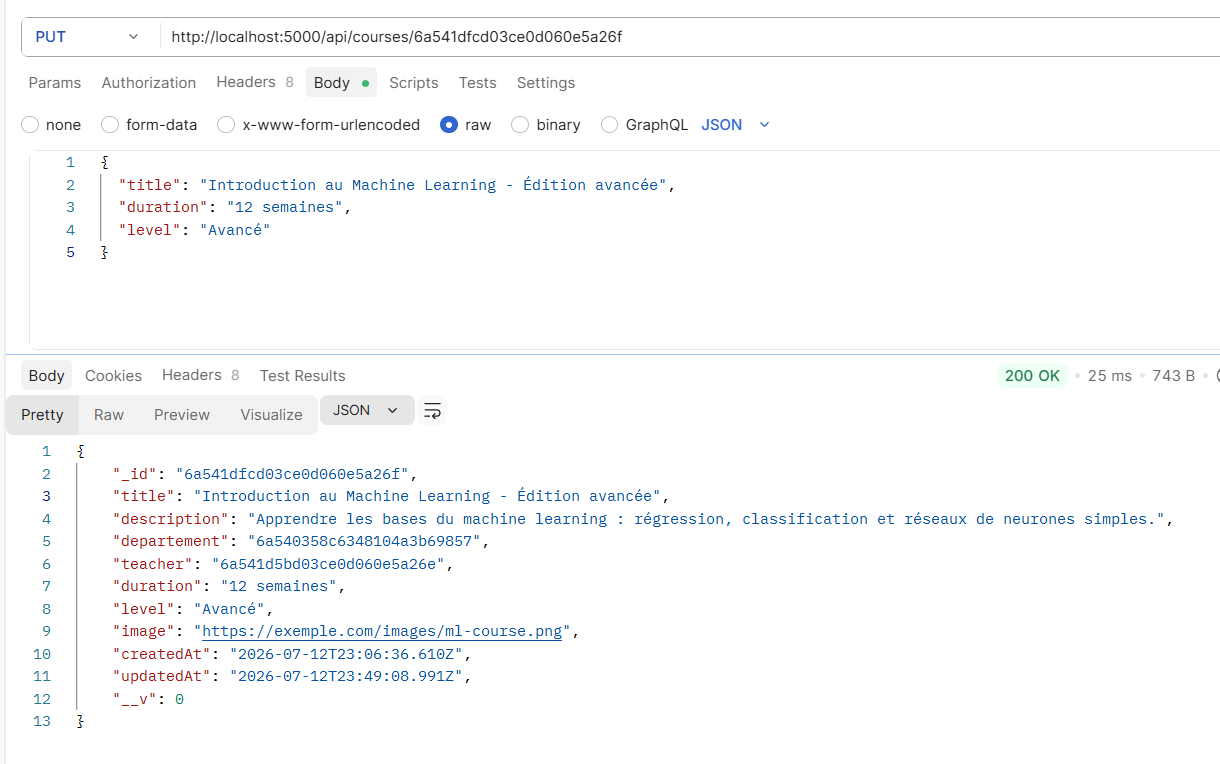 PUT http://localhost:5000/api/courses/6a541dfcd03ce0d060e5a26f
Params Authorization Headers 8 Body Scripts Tests Settings
none form-data x-www-form-urlencoded raw binary GraphQL JSON
1 {
2 "title": "Introduction au Machine Learning - Édition avancée",
3 "duration": "12 semaines",
4 "level": "Avancé"
5 }
Body Cookies Headers 8 Test Results 200 OK 25 ms 743 B
Pretty Raw Preview Visualize JSON
1 {
2 "_id": "6a541dfcd03ce0d060e5a26f",
3 "title": "Introduction au Machine Learning - Édition avancée",
4 "description": "Apprendre les bases du machine learning : régression, classification et réseaux de neurones simples.",
5 "departement": "6a540358c6348104a3b69857",
6 "teacher": "6a541d5bd03ce0d060e5a26e",
7 "duration": "12 semaines",
8 "level": "Avancé",
9 "image": "https://exemple.com/images/ml-course.png",
10 "createdAt": "2026-07-12T23:06:36.610Z",
11 "updatedAt": "2026-07-12T23:49:08.991Z",
12 "__v": 0
13 }